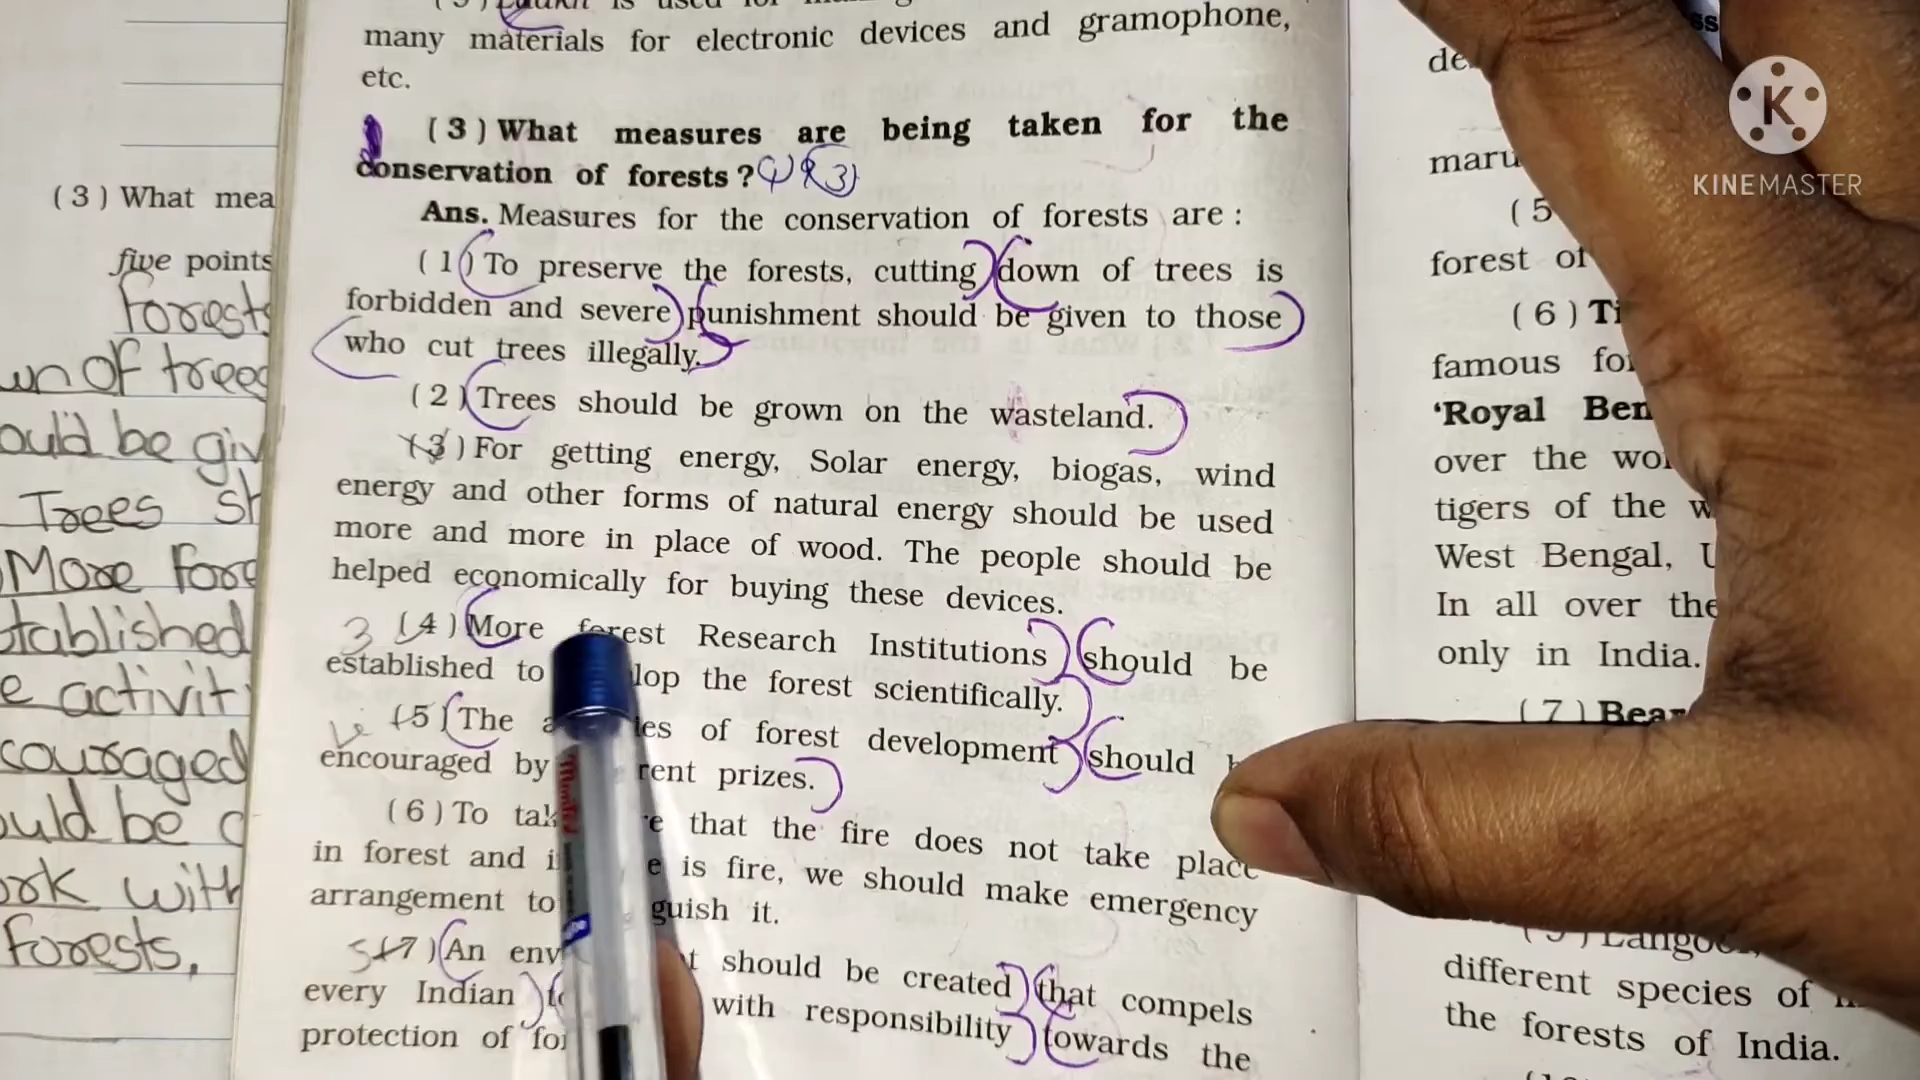 many materials for electronic devices and gramophone,
etc.
(3) What measures are being taken for the
conservation of forests ?
Ans. Measures for the conservation of forests are :
(1) To preserve the forests, cutting down of trees is
forbidden and severe punishment should be given to those
who cut trees illegally.
(2) Trees should be grown on the wasteland.
(3) For getting energy, Solar energy, biogas, wind
energy and other forms of natural energy should be used
more and more in place of wood. The people should be
helped economically for buying these devices.
3 (4) More forest Research Institutions should be
established to lop the forest scientifically.
(5) The ies of forest development should
encouraged by rent prizes.
(6) To tak e that the fire does not take place
in forest and i e is fire, we should make emergency
arrangement to guish it.
5 (7) An env t should be created that compels
every Indian with responsibility towards the
protection of fo
(3) What mea
five points
Forests
wn of trees
ould be giv
Trees sh
More fore
tablished
e activit
couraged
ould be c
ork with
Forests.
de
maru
(5
forest of
(6) Ti
famous fo
'Royal Ben
over the wo
tigers of the w
West Bengal, U
In all over the
only in India.
(7) Bear
Langoo
different species of
the forests of India.
K
KINEMASTER